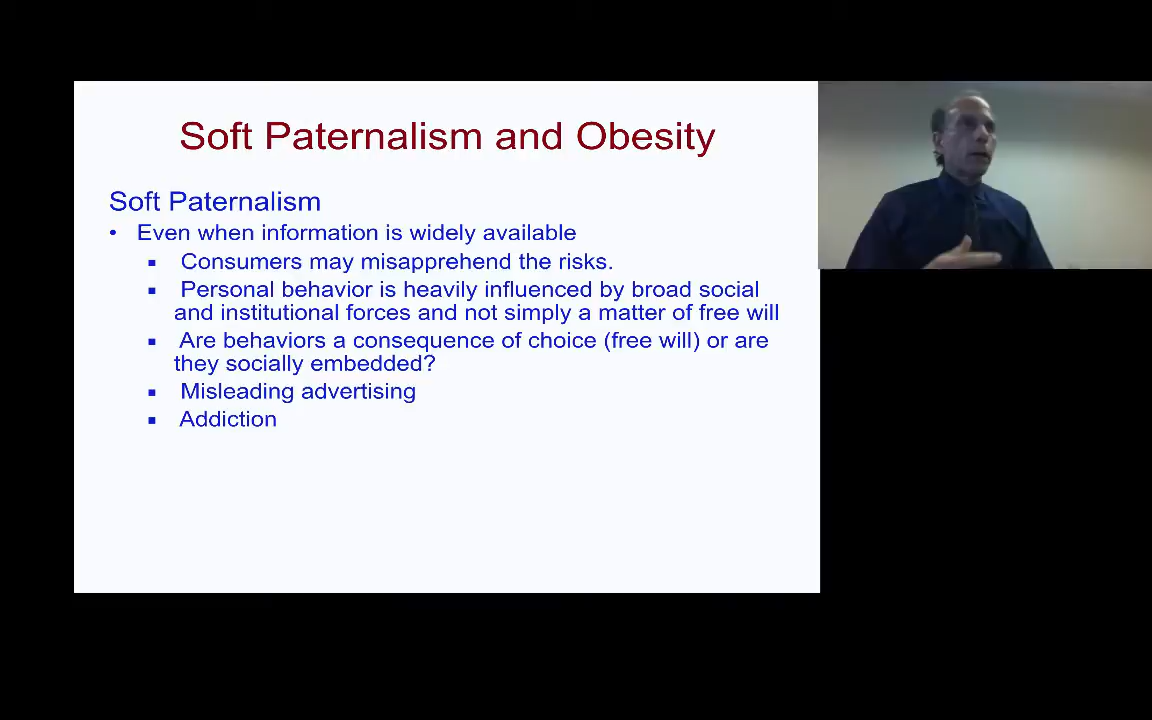 Soft Paternalism and Obesity
Soft Paternalism
• Even when information is widely available
▪ Consumers may misapprehend the risks.
▪ Personal behavior is heavily influenced by broad social
and institutional forces and not simply a matter of free will
▪ Are behaviors a consequence of choice (free will) or are
they socially embedded?
▪ Misleading advertising
▪ Addiction